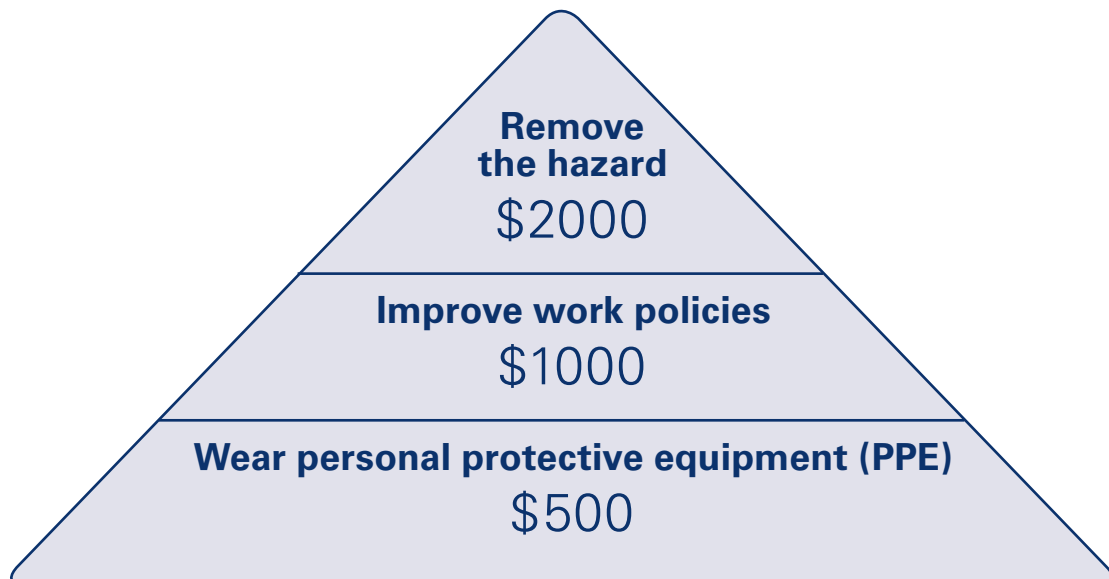 Remove
the hazard
$2000
Improve work policies
$1000
Wear personal protective equipment (PPE)
$500